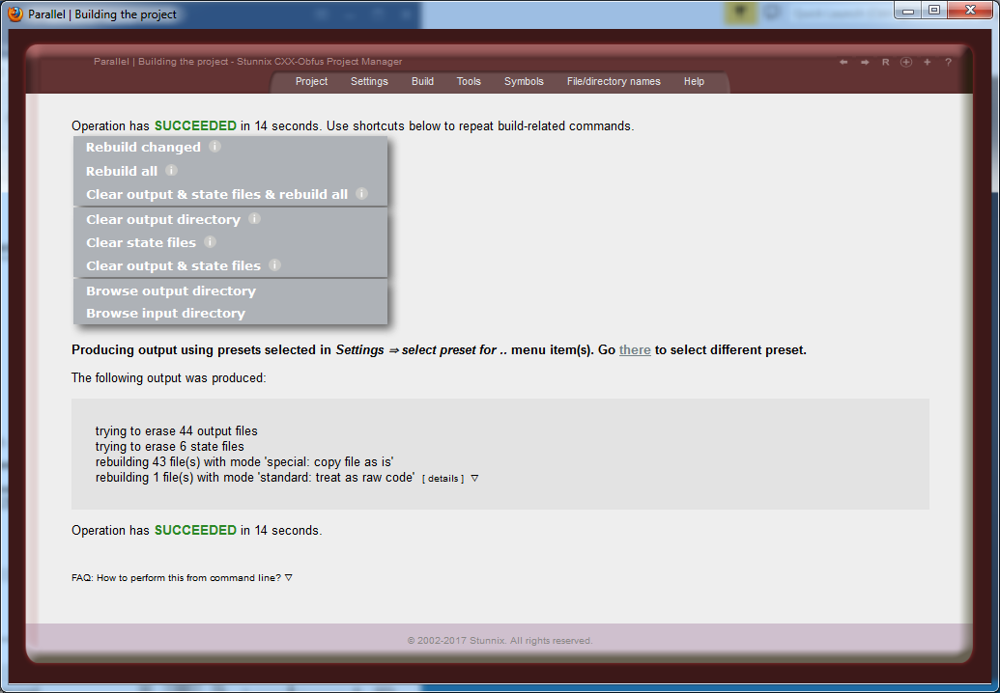 Parallel | Building the project
Parallel | Building the project - Stunnix CXX-Obfus Project Manager
R ?
Project Settings Build Tools Symbols File/directory names Help
Operation has SUCCEEDED in 14 seconds. Use shortcuts below to repeat build-related commands.
Rebuild changed i
Rebuild all i
Clear output & state files & rebuild all i
Clear output directory i
Clear state files i
Clear output & state files i
Browse output directory
Browse input directory
Producing output using presets selected in Settings ⇒ select preset for .. menu item(s). Go there to select different preset.
The following output was produced:
trying to erase 44 output files
trying to erase 6 state files
rebuilding 43 file(s) with mode 'special: copy file as is'
rebuilding 1 file(s) with mode 'standard: treat as raw code' [ details ] ▽
Operation has SUCCEEDED in 14 seconds.
FAQ: How to perform this from command line? ▽
© 2002-2017 Stunnix. All rights reserved.